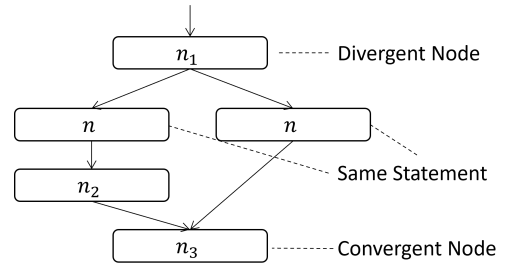 n₁ Divergent Node
n n
Same Statement
n₂
n₃ Convergent Node